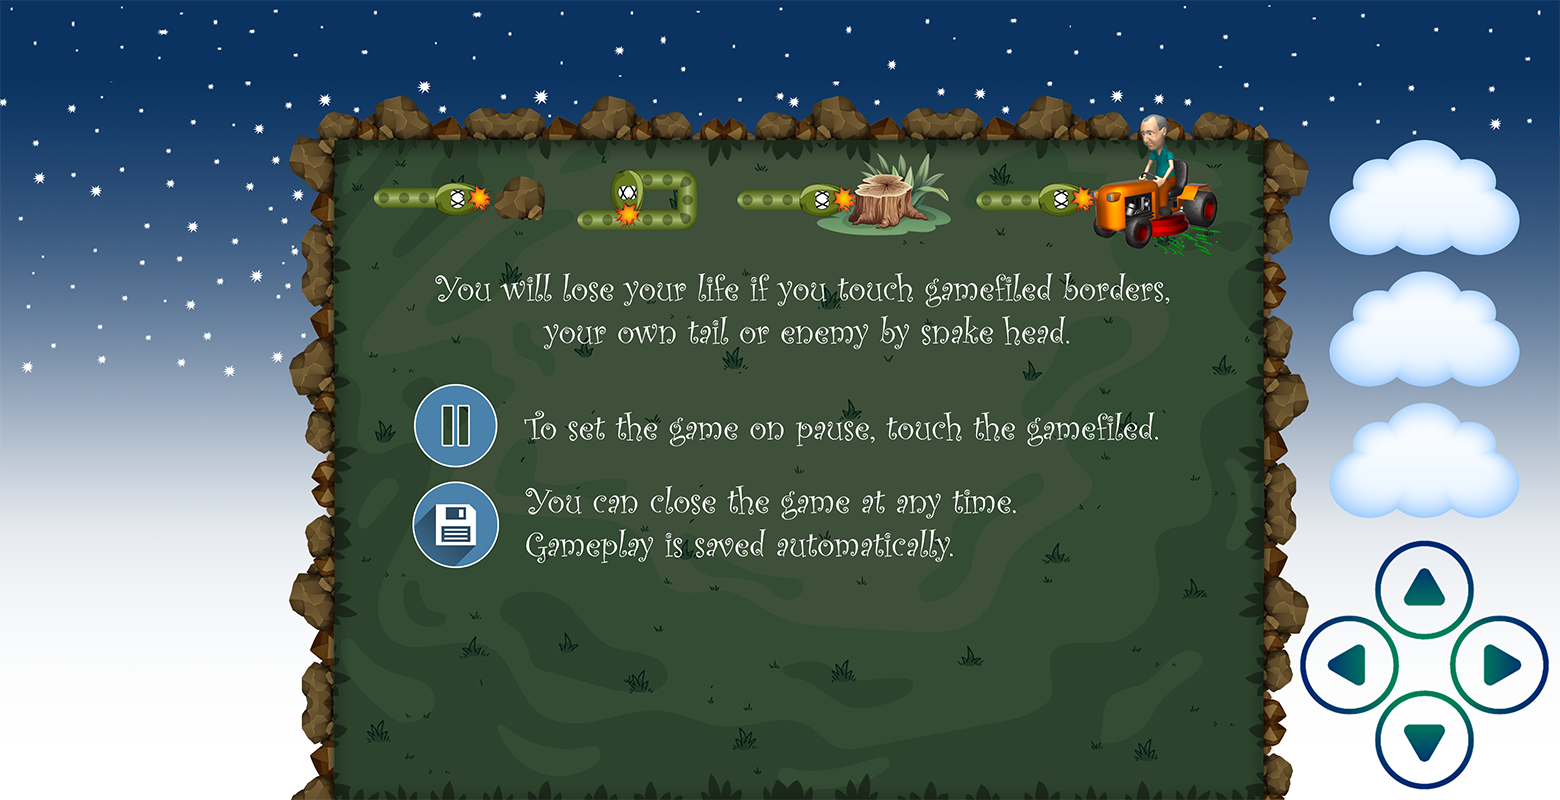 You will lose your life if you touch gamefiled borders,
your own tail or enemy by snake head.
To set the game on pause, touch the gamefiled.
You can close the game at any time.
Gameplay is saved automatically.